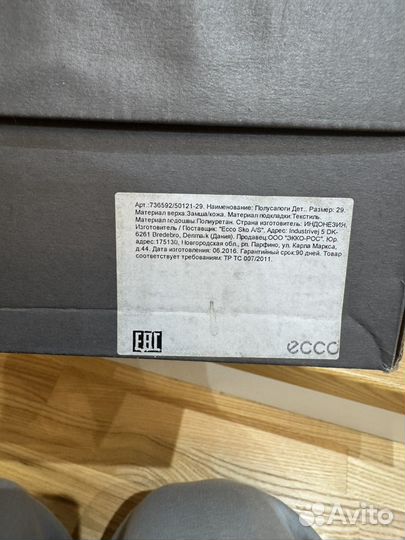 Арт.:736592/50121-29. Наименование: Полусапоги Дет.. Размер: 29.
Материал верха:Замша/кожа. Материал подкладки:Текстиль.
Материал подошвы:Полиуретан. Страна изготовитель: ИНДОНЕЗИЯ.
Изготовитель / Поставщик: "Ecco Sko A/S", Адрес: Industrivej 5 DK-
6261 Bredebro, Denmark (Дания). Продавец:ООО "ЭККО-РОС", Юр.
адрес:175130, Новгородская обл., рп. Парфино, ул. Карла Маркса,
д.44. Дата изготовления: 06.2016. Гарантийный срок:90 дней. Товар
соответствует требованиям: ТР ТС 007/2011.
EAC
ecco
Avito